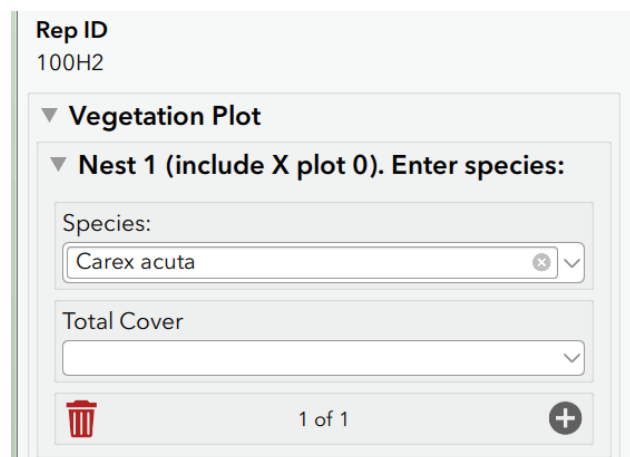 Rep ID
100H2
Vegetation Plot
Nest 1 (include X plot 0). Enter species:
Species:
Carex acuta
Total Cover
1 of 1